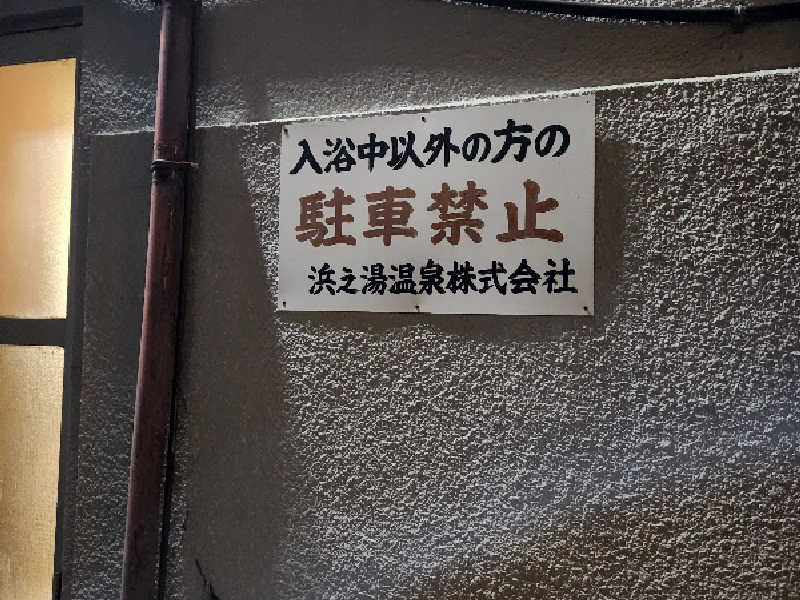 入浴中以外の方の
駐車禁止
浜之湯温泉株式会社